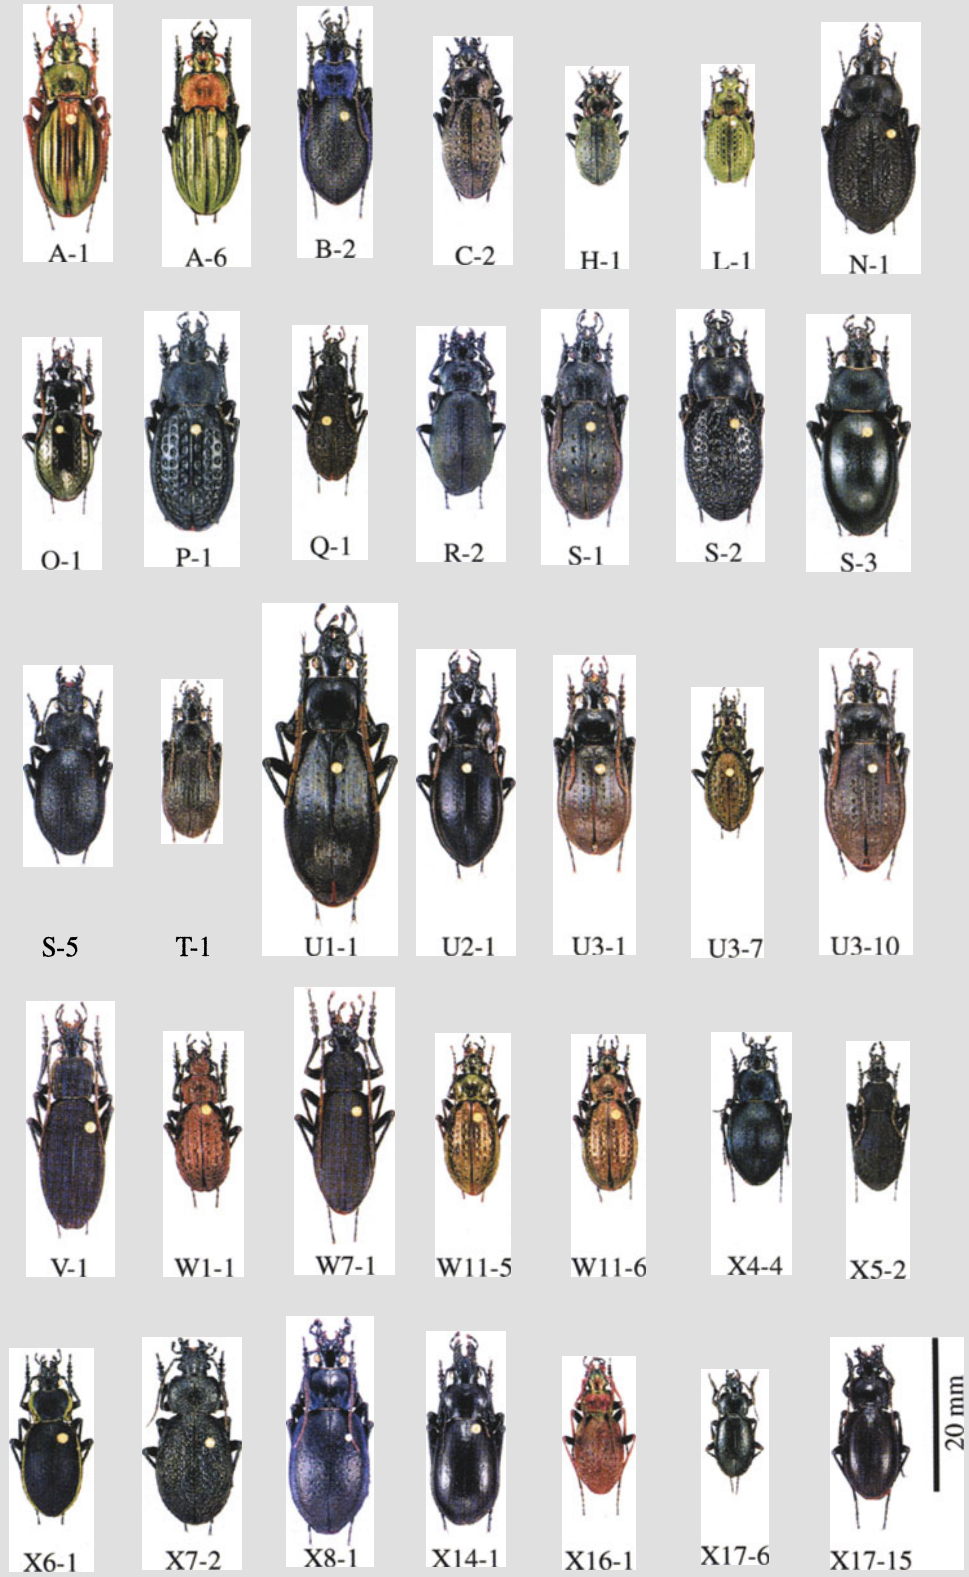 A-1 A-6 B-2 C-2 H-1 L-1 N-1
O-1 P-1 Q-1 R-2 S-1 S-2 S-3
S-5 T-1 U1-1 U2-1 U3-1 U3-7 U3-10
V-1 W1-1 W7-1 W11-5 W11-6 X4-4 X5-2
20 mm
X6-1 X7-2 X8-1 X14-1 X16-1 X17-6 X17-15